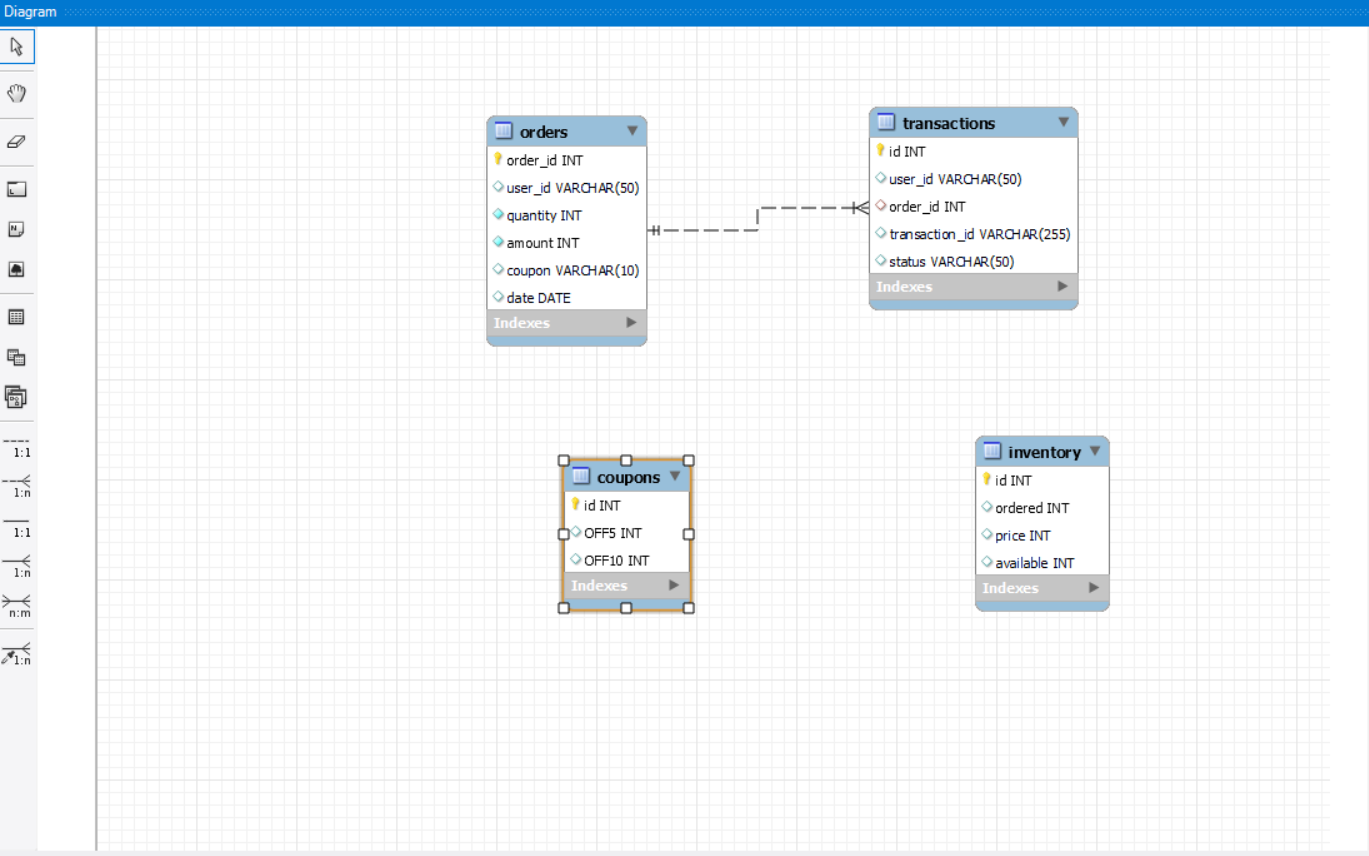 Diagram
orders
order_id INT
user_id VARCHAR(50)
quantity INT
amount INT
coupon VARCHAR(10)
date DATE
Indexes
transactions
id INT
user_id VARCHAR(50)
order_id INT
transaction_id VARCHAR(255)
status VARCHAR(50)
Indexes
coupons
id INT
OFF5 INT
OFF10 INT
Indexes
inventory
id INT
ordered INT
price INT
available INT
Indexes
1:1
1:n
1:1
1:n
n:m
1:n